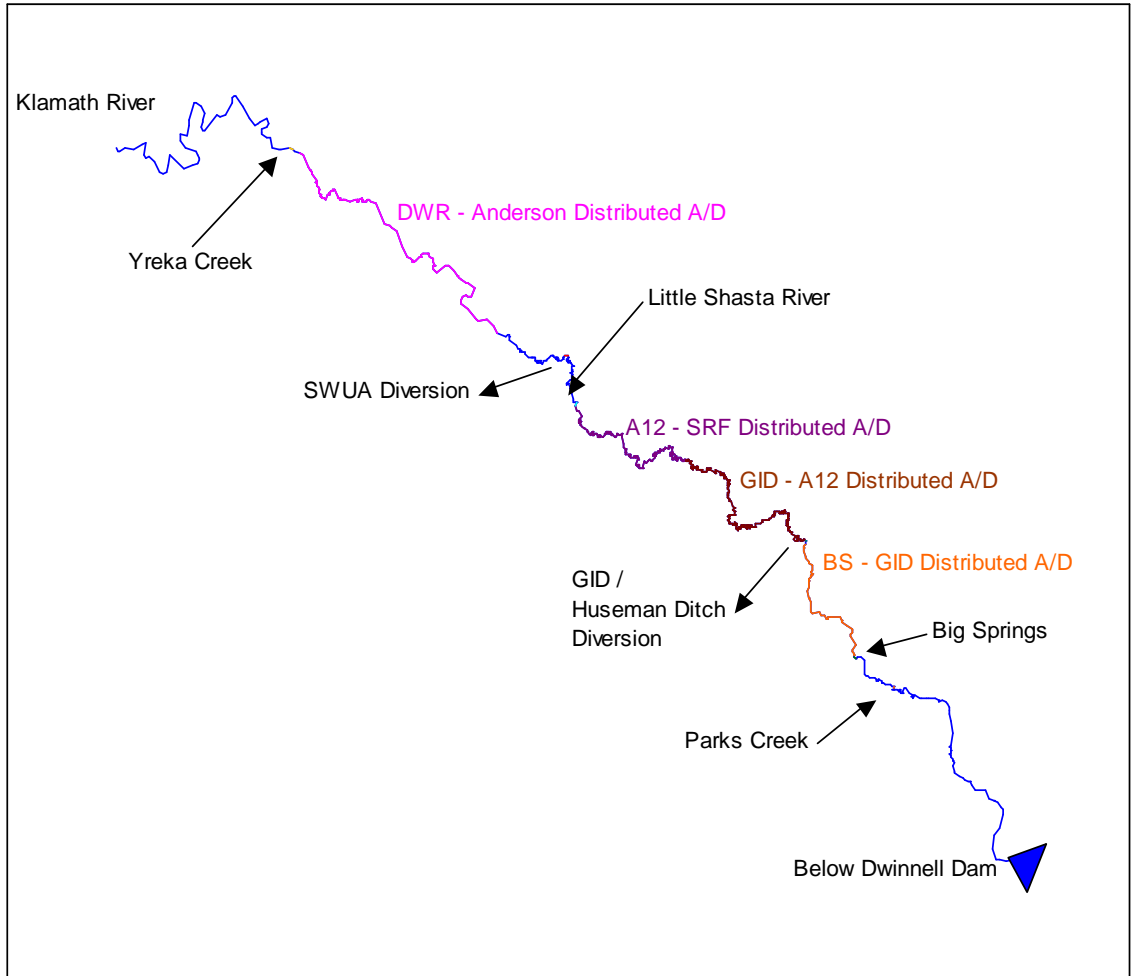 Klamath River
DWR - Anderson Distributed A/D
Yreka Creek
Little Shasta River
SWUA Diversion
A12 - SRF Distributed A/D
GID - A12 Distributed A/D
BS - GID Distributed A/D
GID /
Huseman Ditch
Diversion
Big Springs
Parks Creek
Below Dwinnell Dam